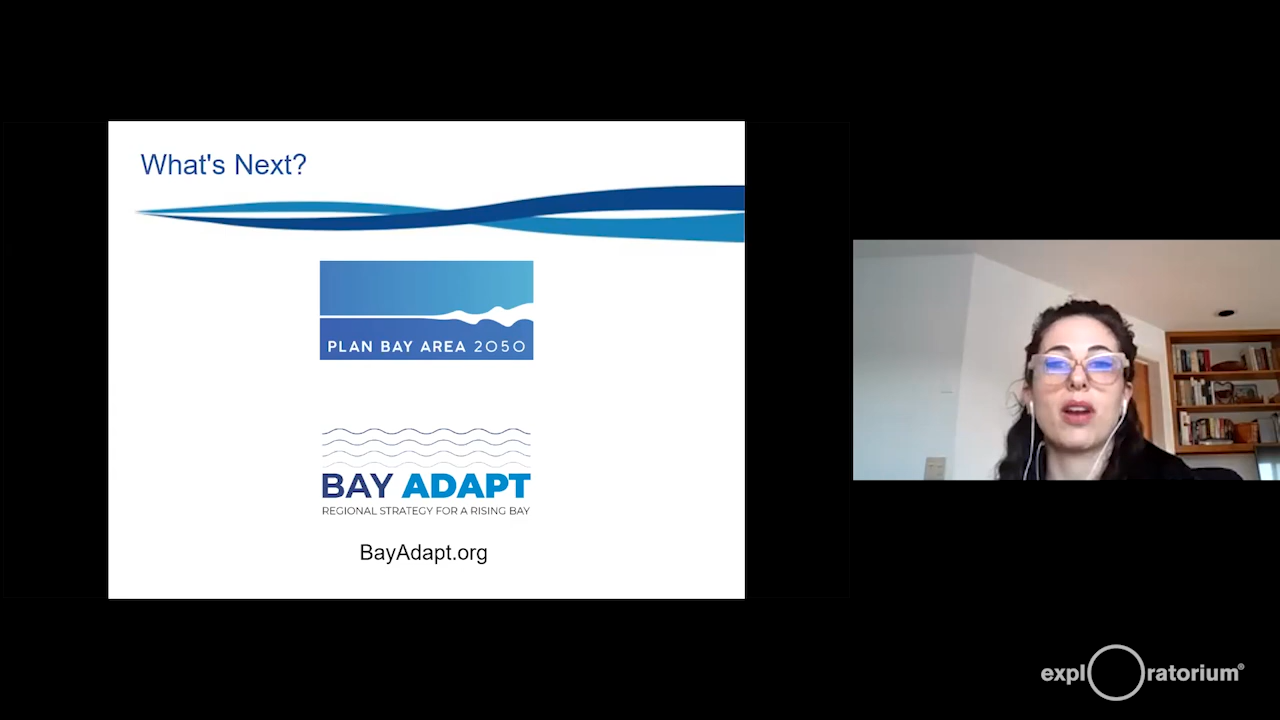 What's Next?
PLAN BAY AREA 2050
BAY ADAPT
REGIONAL STRATEGY FOR A RISING BAY
BayAdapt.org
exploratorium®